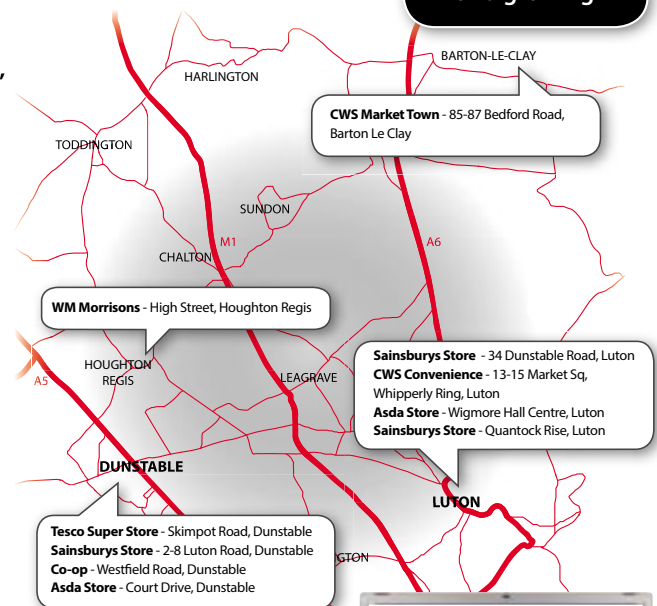 BARTON-LE-CLAY
HARLINGTON
CWS Market Town - 85-87 Bedford Road,
Barton Le Clay
TODDINGTON
SUNDON
M1
A6
CHALTON
WM Morrisons - High Street, Houghton Regis
Sainsburys Store - 34 Dunstable Road, Luton
CWS Convenience - 13-15 Market Sq,
Whipperly Ring, Luton
Asda Store - Wigmore Hall Centre, Luton
Sainsburys Store - Quantock Rise, Luton
HOUGHTON
REGIS
A5
LEAGRAVE
DUNSTABLE
LUTON
Tesco Super Store - Skimpot Road, Dunstable
Sainsburys Store - 2-8 Luton Road, Dunstable
Co-op - Westfield Road, Dunstable
Asda Store - Court Drive, Dunstable
GTON